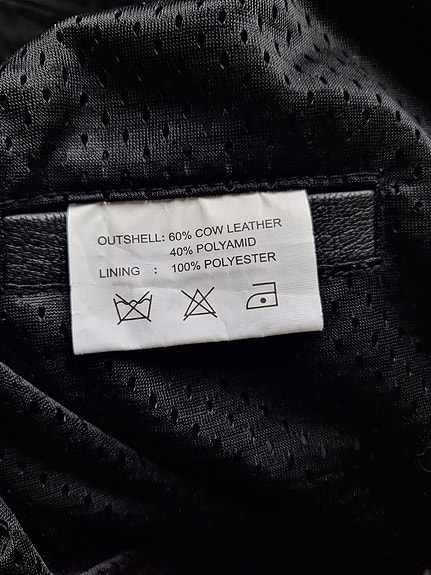 OUTSHELL: 60% COW LEATHER
40% POLYAMID
LINING : 100% POLYESTER